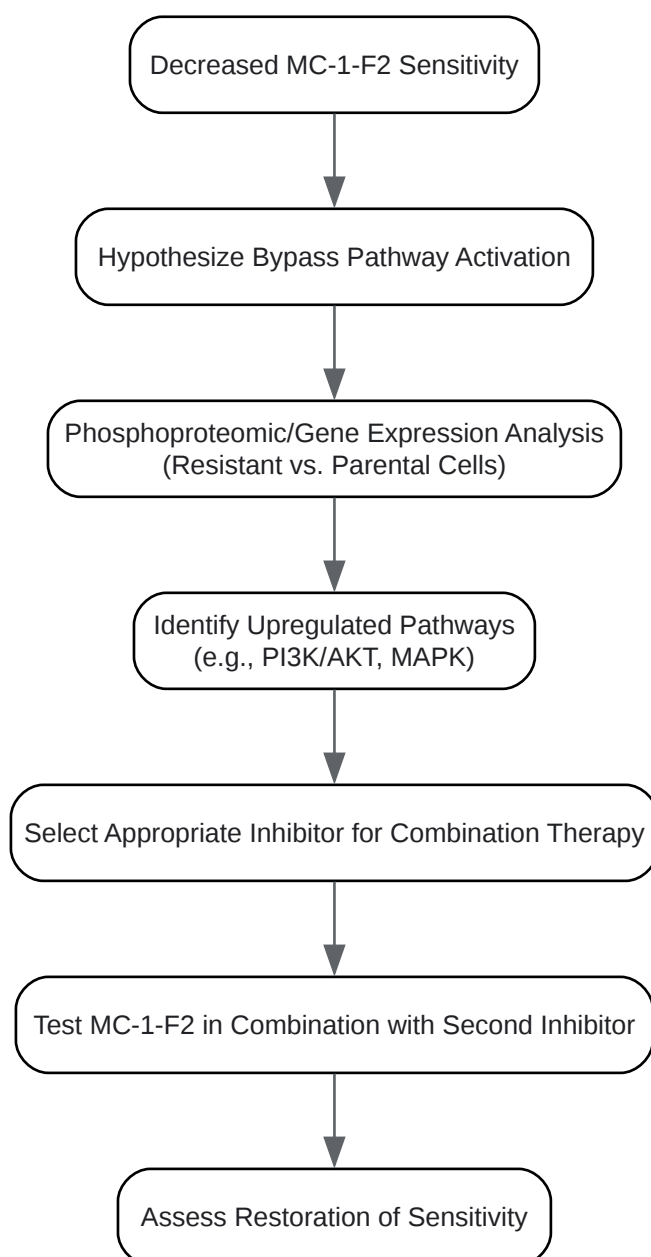 Decreased MC-1-F2 Sensitivity
Hypothesize Bypass Pathway Activation
Phosphoproteomic/Gene Expression Analysis
(Resistant vs. Parental Cells)
Identify Upregulated Pathways
(e.g., PI3K/AKT, MAPK)
Select Appropriate Inhibitor for Combination Therapy
Test MC-1-F2 in Combination with Second Inhibitor
Assess Restoration of Sensitivity